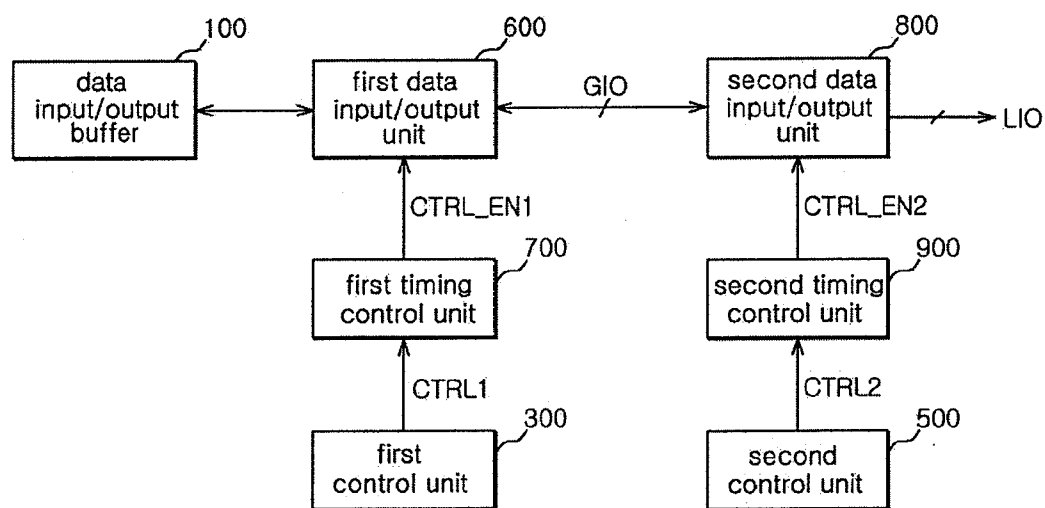 100
data
input/output
buffer
600
first data
input/output
unit
GIO
800
second data
input/output
unit
LIO
CTRL_EN1
CTRL_EN2
700
first timing
control unit
900
second timing
control unit
CTRL1
CTRL2
300
first
control unit
500
second
control unit